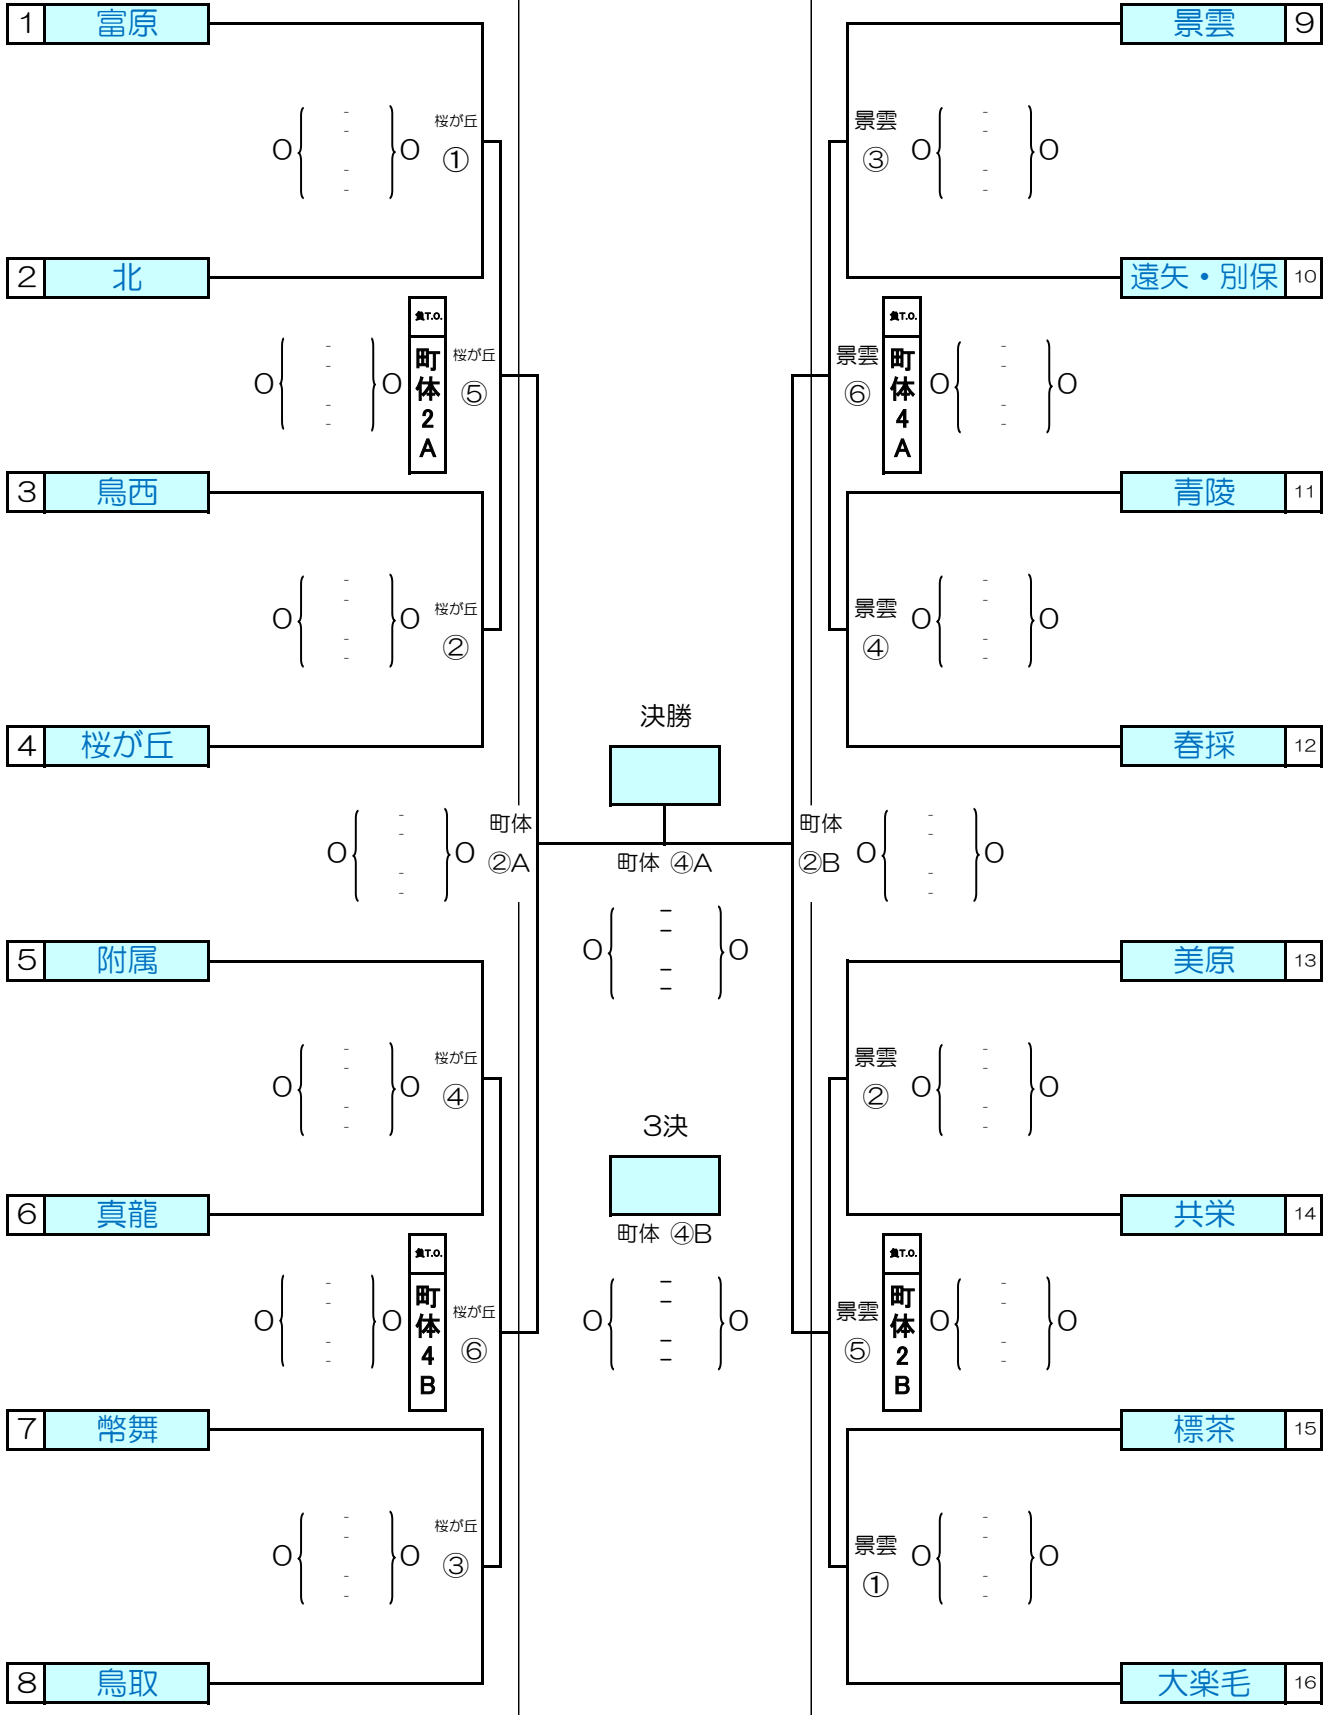 1 富原
景雲 9
桜が丘
①
0 - - - - 0
景雲
③
0 - - - - 0
2 北
遠矢・別保 10
負T.O.
町体2A
桜が丘
⑤
0 - - - - 0
負T.O.
町体4A
景雲
⑥
0 - - - - 0
3 鳥西
青陵 11
桜が丘
②
0 - - - - 0
景雲
④
0 - - - - 0
決勝
4 桜が丘
春採 12
0 - - - - 0
町体
②A
町体 ④A
町体
②B
0 - - - - 0
0 - - - - 0
5 附属
美原 13
桜が丘
④
0 - - - - 0
景雲
②
0 - - - - 0
3決
町体 ④B
0 - - - - 0
6 真龍
共栄 14
負T.O.
町体4B
桜が丘
⑥
0 - - - - 0
負T.O.
町体2B
景雲
⑤
0 - - - - 0
7 幣舞
標茶 15
桜が丘
③
0 - - - - 0
景雲
①
0 - - - - 0
8 鳥取
大楽毛 16